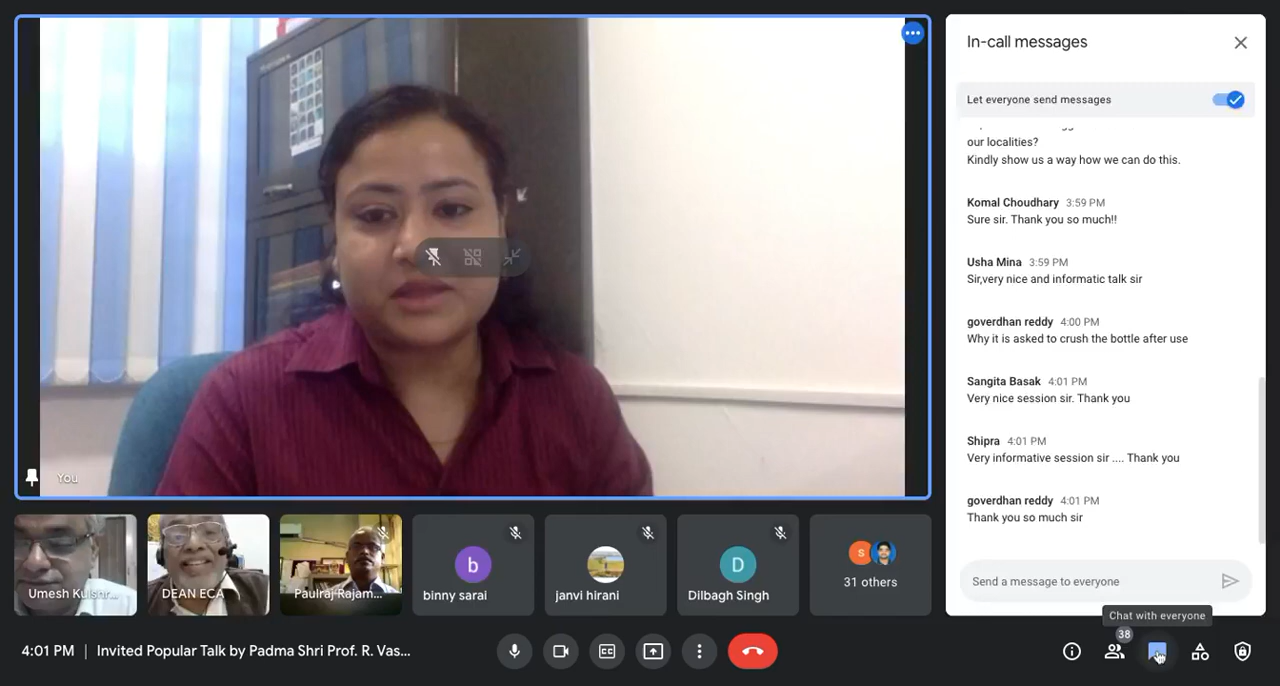 In-call messages
Let everyone send messages
our localities?
Kindly show us a way how we can do this.
Komal Choudhary 3:59 PM
Sure sir. Thank you so much!!
Usha Mina 3:59 PM
Sir,very nice and informatic talk sir
goverdhan reddy 4:00 PM
Why it is asked to crush the bottle after use
Sangita Basak 4:01 PM
Very nice session sir. Thank you
Shipra 4:01 PM
Very informative session sir .... Thank you
goverdhan reddy 4:01 PM
Thank you so much sir
Send a message to everyone
Chat with everyone
You
Umesh Kulshr...
DEAN ECA
Paulraj Rajam...
b
binny sarai
janvi hirani
D
Dilbagh Singh
S
31 others
4:01 PM | Invited Popular Talk by Padma Shri Prof. R. Vas...
38